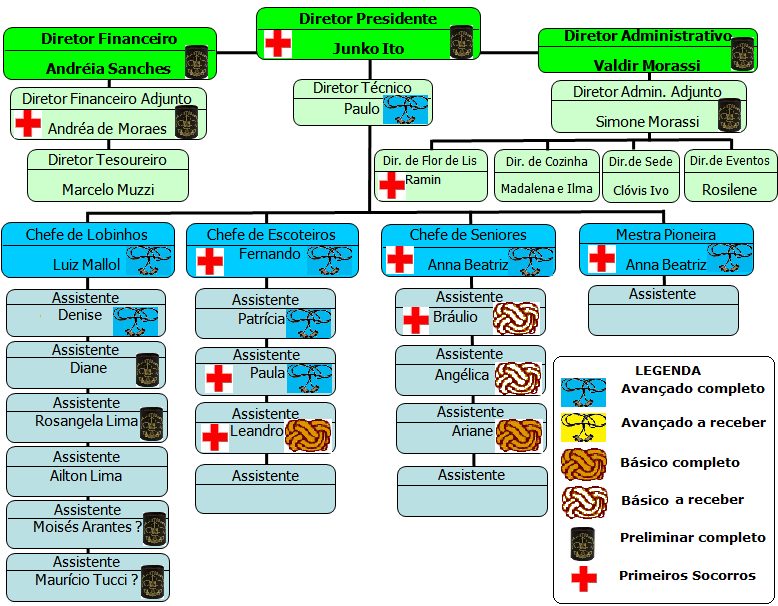 Diretor Presidente
Junko Ito
Diretor Financeiro
Andréia Sanches
Diretor Administrativo
Valdir Morassi
Diretor Técnico
Paulo
Diretor Financeiro Adjunto
Andréa de Moraes
Diretor Admin. Adjunto
Simone Morassi
Diretor Tesoureiro
Marcelo Muzzi
Dir. de Flor de Lis
Ramin
Dir. de Cozinha
Madalena e Ilma
Dir.de Sede
Clóvis Ivo
Dir.de Eventos
Rosilene
Chefe de Lobinhos
Luiz Mallol
Assistente
Denise
Assistente
Diane
Assistente
Rosangela Lima
Assistente
Ailton Lima
Assistente
Moisés Arantes ?
Assistente
Maurício Tucci ?
Chefe de Escoteiros
Fernando
Assistente
Patrícia
Assistente
Paula
Assistente
Leandro
Assistente
Chefe de Seniores
Anna Beatriz
Assistente
Bráulio
Assistente
Angélica
Assistente
Ariane
Assistente
Mestra Pioneira
Anna Beatriz
Assistente
LEGENDA
Avançado completo
Avançado a receber
Básico completo
Básico a receber
Preliminar completo
Primeiros Socorros